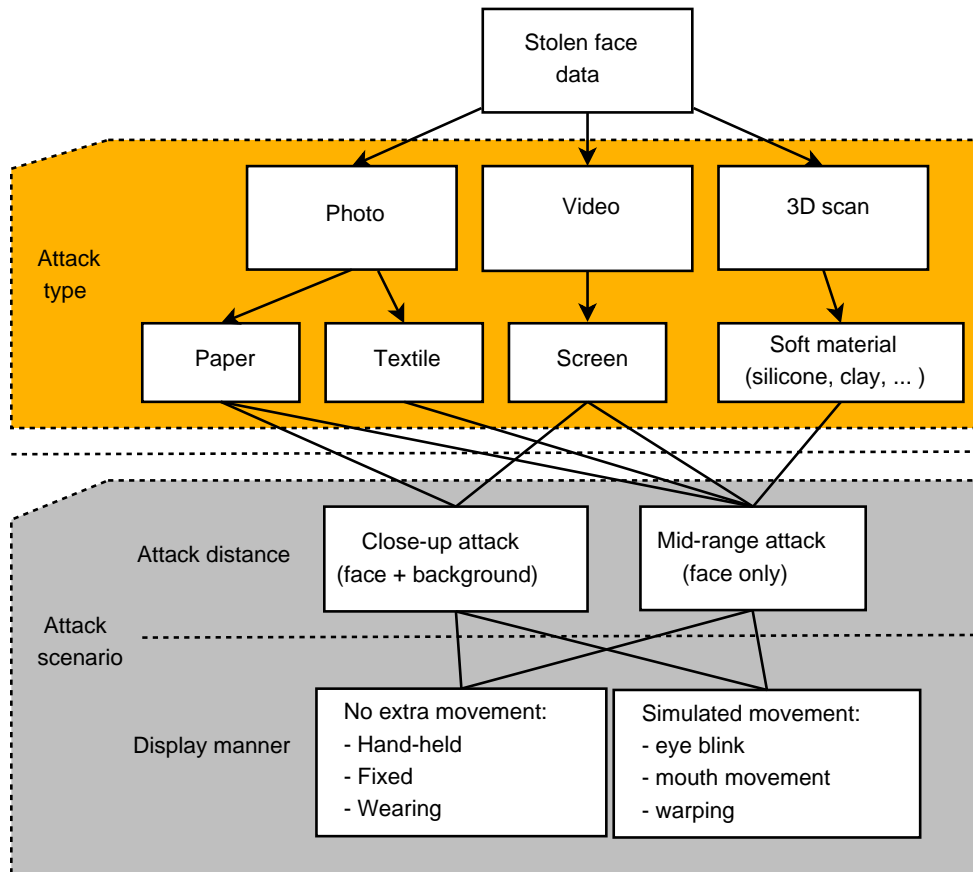 Stolen face
data
Photo
Video
3D scan
Attack
type
Paper
Textile
Screen
Soft material
(silicone, clay, ... )
Attack distance
Close-up attack
(face + background)
Mid-range attack
(face only)
Attack
scenario
Display manner
No extra movement:
- Hand-held
- Fixed
- Wearing
Simulated movement:
- eye blink
- mouth movement
- warping